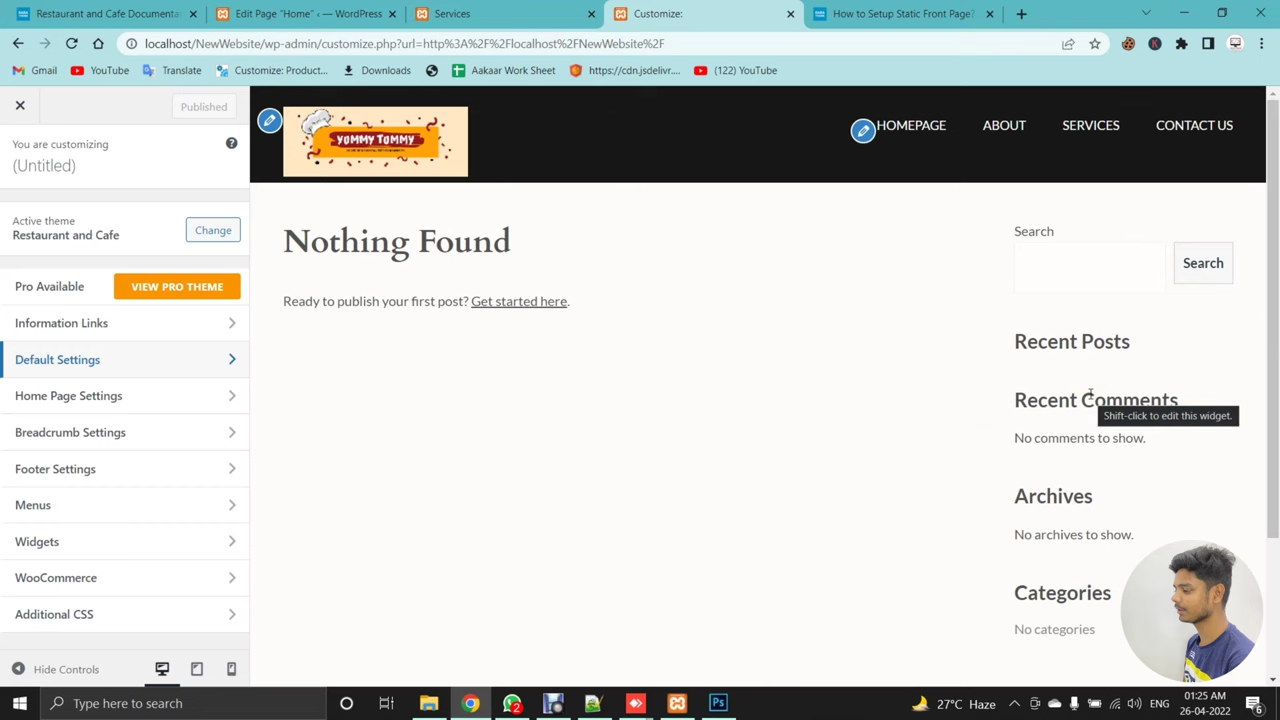 Restaurant and Cafe Documenta
Edit Page "Home" ‹ — WordPress
Services
Customize:
How to Setup Static Front Page?
localhost/NewWebsite/wp-admin/customize.php?url=http%3A%2F%2Flocalhost%2FNewWebsite%2F
Gmail
YouTube
Translate
Customize: Product...
Downloads
Aakaar Work Sheet
https://cdn.jsdelivr....
(122) YouTube
Published
You are customizing
(Untitled)
Active theme
Restaurant and Cafe
Change
Pro Available
VIEW PRO THEME
Information Links
Default Settings
Home Page Settings
Breadcrumb Settings
Footer Settings
Menus
Widgets
WooCommerce
Additional CSS
Hide Controls
YOMMY TOMMY
HOMEPAGE
ABOUT
SERVICES
CONTACT US
Nothing Found
Ready to publish your first post? Get started here.
Search
Search
Recent Posts
Recent Comments
Shift-click to edit this widget.
No comments to show.
Archives
No archives to show.
Categories
No categories
Type here to search
2
27°C Haze
ENG
01:25 AM
26-04-2022
6